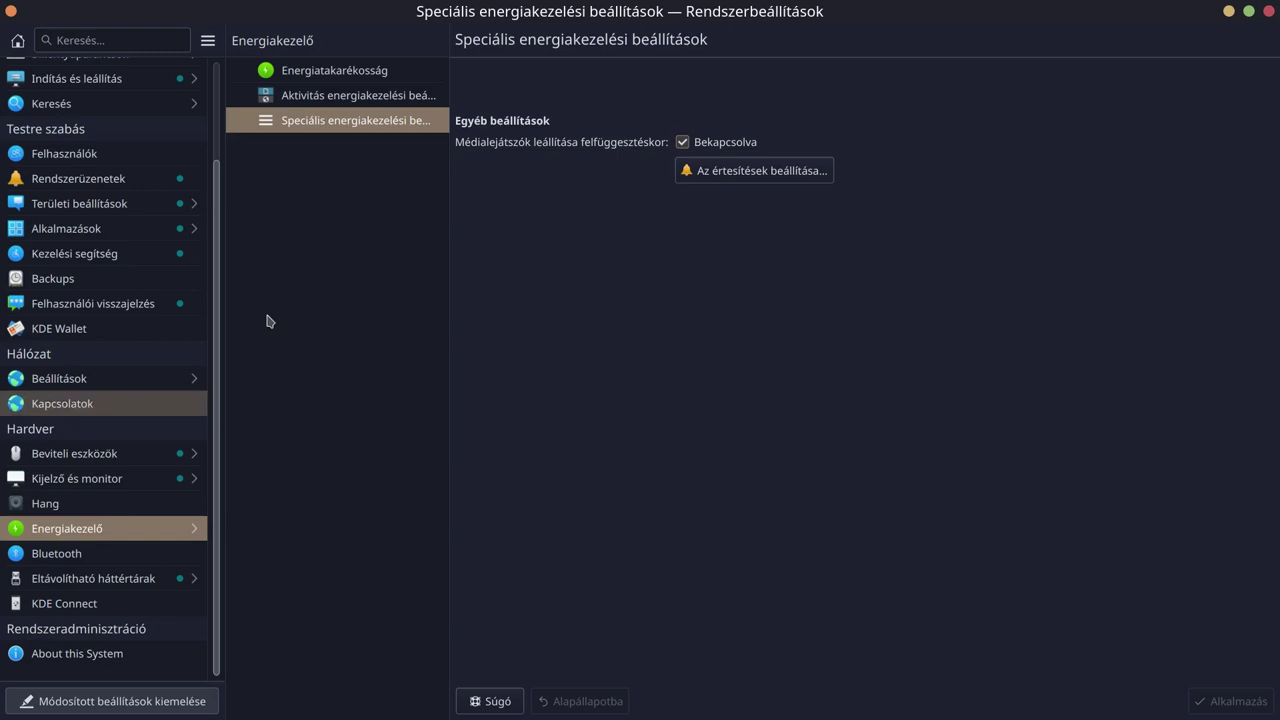 Speciális energiakezelési beállítások — Rendszerbeállítások
Keresés...
Indítás és leállítás
Keresés
Testre szabás
Felhasználók
Rendszerüzenetek
Területi beállítások
Alkalmazások
Kezelési segítség
Backups
Felhasználói visszajelzés
KDE Wallet
Hálózat
Beállítások
Kapcsolatok
Hardver
Beviteli eszközök
Kijelző és monitor
Hang
Energiakezelő
Bluetooth
Eltávolítható háttértárak
KDE Connect
Rendszeradminisztráció
About this System
Módosított beállítások kiemelése
Energiakezelő
Energiatakarékosság
Aktivitás energiakezelési beá...
Speciális energiakezelési be...
Speciális energiakezelési beállítások
Egyéb beállítások
Médialejátszók leállítása felfüggesztéskor: Bekapcsolva
Az értesítések beállítása...
Súgó
Alapállapotba
Alkalmazás